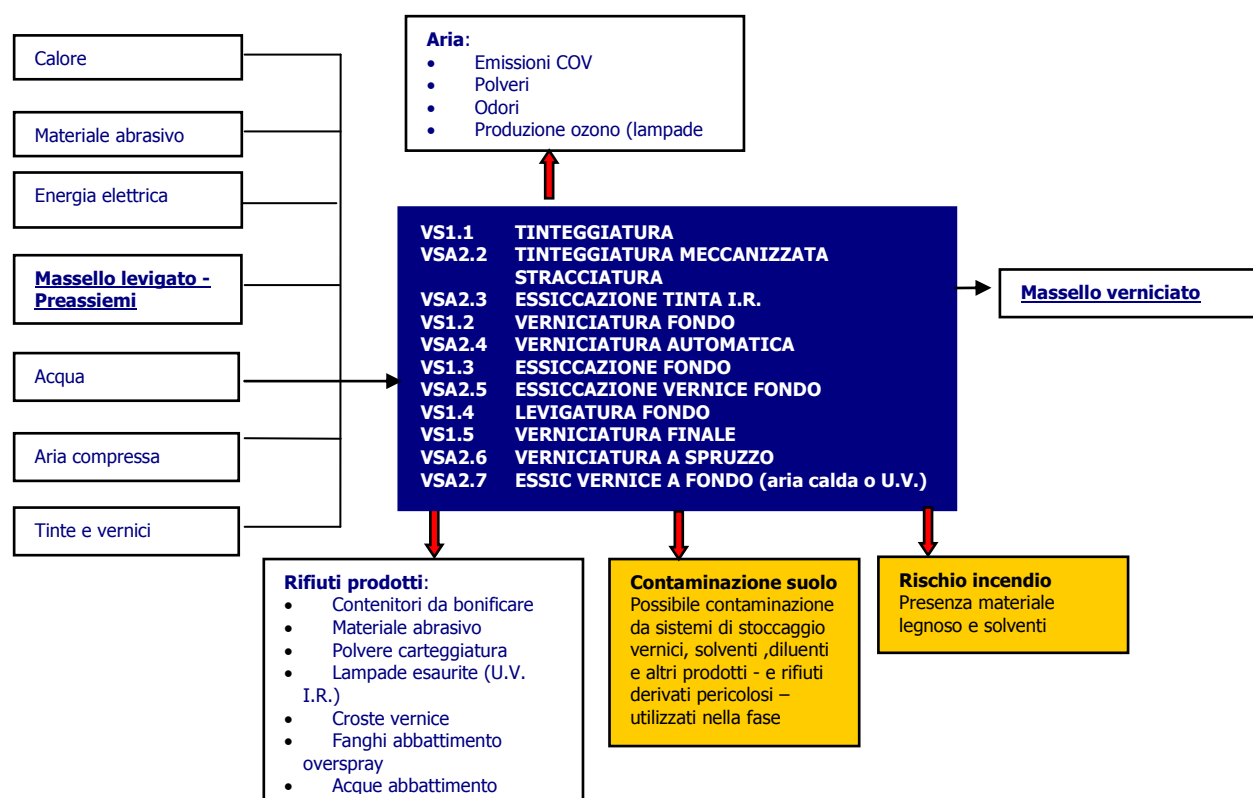 Calore
Materiale abrasivo
Energia elettrica
Massello levigato -
Preassiemi
Acqua
Aria compressa
Tinte e vernici
Aria:
• Emissioni COV
• Polveri
• Odori
• Produzione ozono (lampade
VS1.1 TINTEGGIATURA
VSA2.2 TINTEGGIATURA MECCANIZZATA
STRACCIATURA
VSA2.3 ESSICCAZIONE TINTA I.R.
VS1.2 VERNICIATURA FONDO
VSA2.4 VERNICIATURA AUTOMATICA
VS1.3 ESSICCAZIONE FONDO
VSA2.5 ESSICCAZIONE VERNICE FONDO
VS1.4 LEVIGATURA FONDO
VS1.5 VERNICIATURA FINALE
VSA2.6 VERNICIATURA A SPRUZZO
VSA2.7 ESSIC VERNICE A FONDO (aria calda o U.V.)
Massello verniciato
Rifiuti prodotti:
• Contenitori da bonificare
• Materiale abrasivo
• Polvere carteggiatura
• Lampade esaurite (U.V.
I.R.)
• Croste vernice
• Fanghi abbattimento
overspray
• Acque abbattimento
Contaminazione suolo
Possibile contaminazione
da sistemi di stoccaggio
vernici, solventi ,diluenti
e altri prodotti - e rifiuti
derivati pericolosi –
utilizzati nella fase
Rischio incendio
Presenza materiale
legnoso e solventi